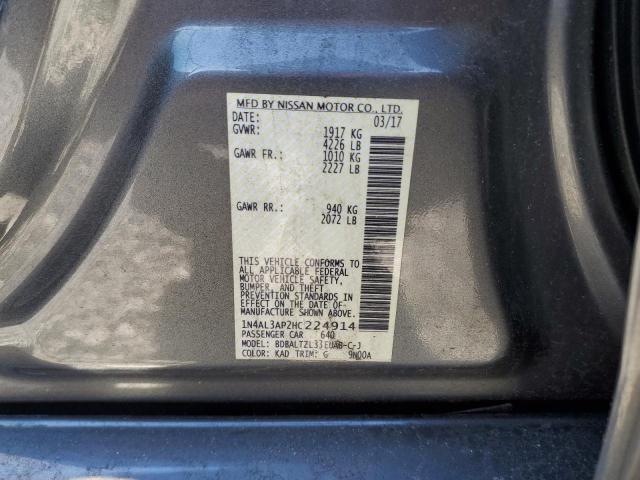 MFD BY NISSAN MOTOR CO., LTD.
DATE: 03/17
GVWR: 1917 KG
4226 LB
GAWR FR.: 1010 KG
2227 LB
GAWR RR.: 940 KG
2072 LB
THIS VEHICLE CONFORMS TO
ALL APPLICABLE FEDERAL
MOTOR VEHICLE SAFETY,
BUMPER, AND THEFT
PREVENTION STANDARDS IN
EFFECT ON THE DATE OF
MANUFACTURE SHOWN ABOVE.
1N4AL3AP2HC224914
PASSENGER CAR 640
MODEL:
COLOR: KAD TRIM: G 9N00A